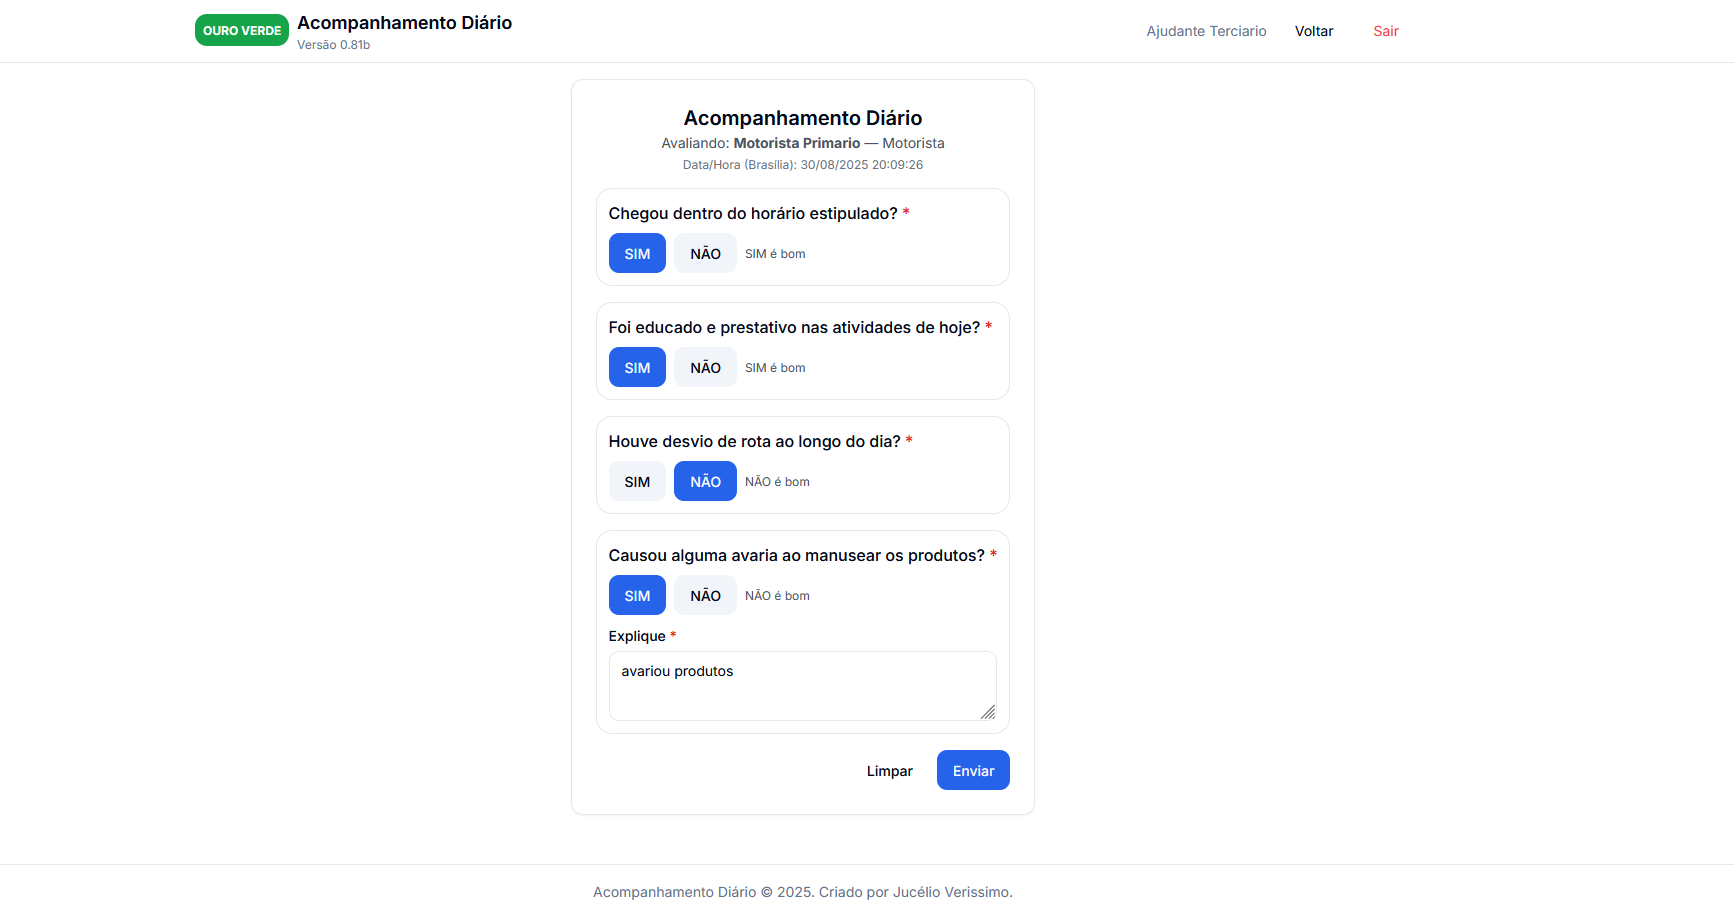 OURO VERDE
Acompanhamento Diário
Versão 0.81b
Ajudante Terciario
Voltar
Sair
Acompanhamento Diário
Avaliando: Motorista Primario — Motorista
Data/Hora (Brasília): 30/08/2025 20:09:26
Chegou dentro do horário estipulado? *
SIM NÃO SIM é bom
Foi educado e prestativo nas atividades de hoje? *
SIM NÃO SIM é bom
Houve desvio de rota ao longo do dia? *
SIM NÃO NÃO é bom
Causou alguma avaria ao manusear os produtos? *
SIM NÃO NÃO é bom
Explique *
avariou produtos
Limpar Enviar
Acompanhamento Diário © 2025. Criado por Jucélio Verissimo.